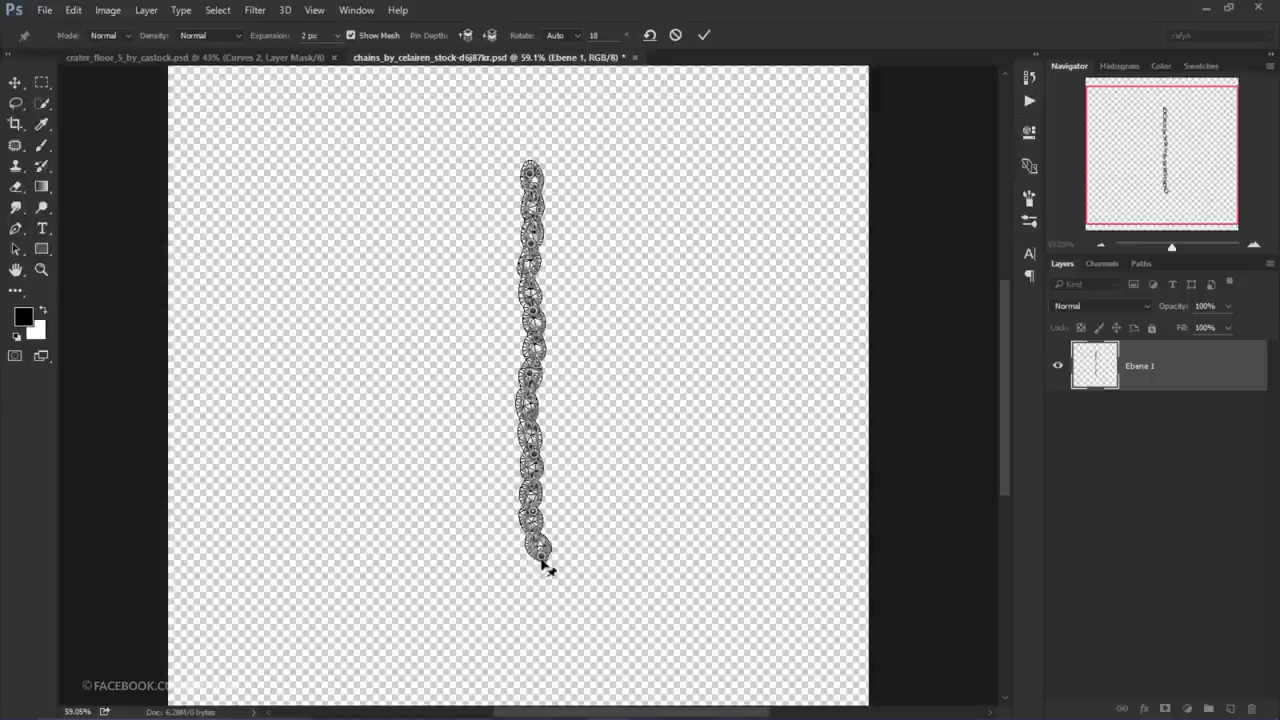 Ps File Edit Image Layer Type Select Filter 3D View Window Help
Mode: Normal Density: Normal Expansion: 2 px Show Mesh Pin Depth: Rotate: Auto 18 °
crater_floor_5_by_castock.psd @ 43% (Curves 2, Layer Mask/8) × chains_by_celairen_stock-d6j87kr.psd @ 59.1% (Ebene 1, RGB/8) * ×
Navigator Histogram Color Swatches
59.05%
Layers Channels Paths
Kind
Normal Opacity: 100%
Lock: Fill: 100%
Ebene 1
© FACEBOOK.CO
59.05% Doc: 6.28M/0 bytes